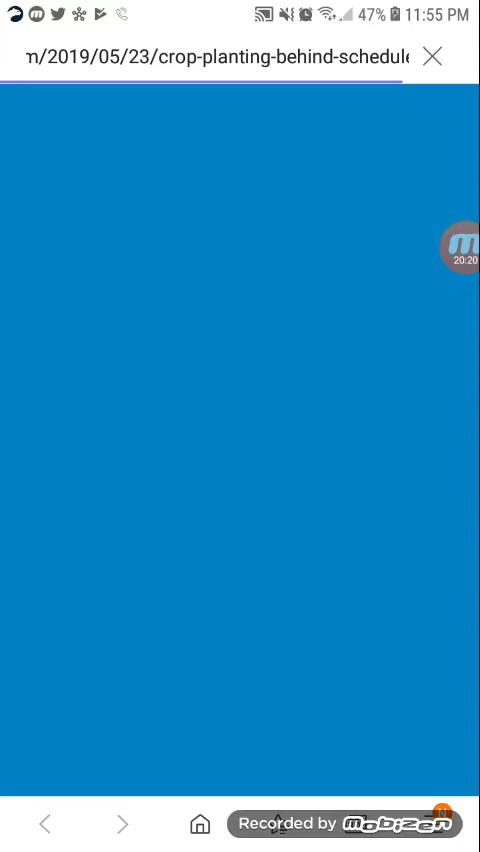 47% 11:55 PM
m/2019/05/23/crop-planting-behind-schedule
m
20:20
N
Recorded by mobizen